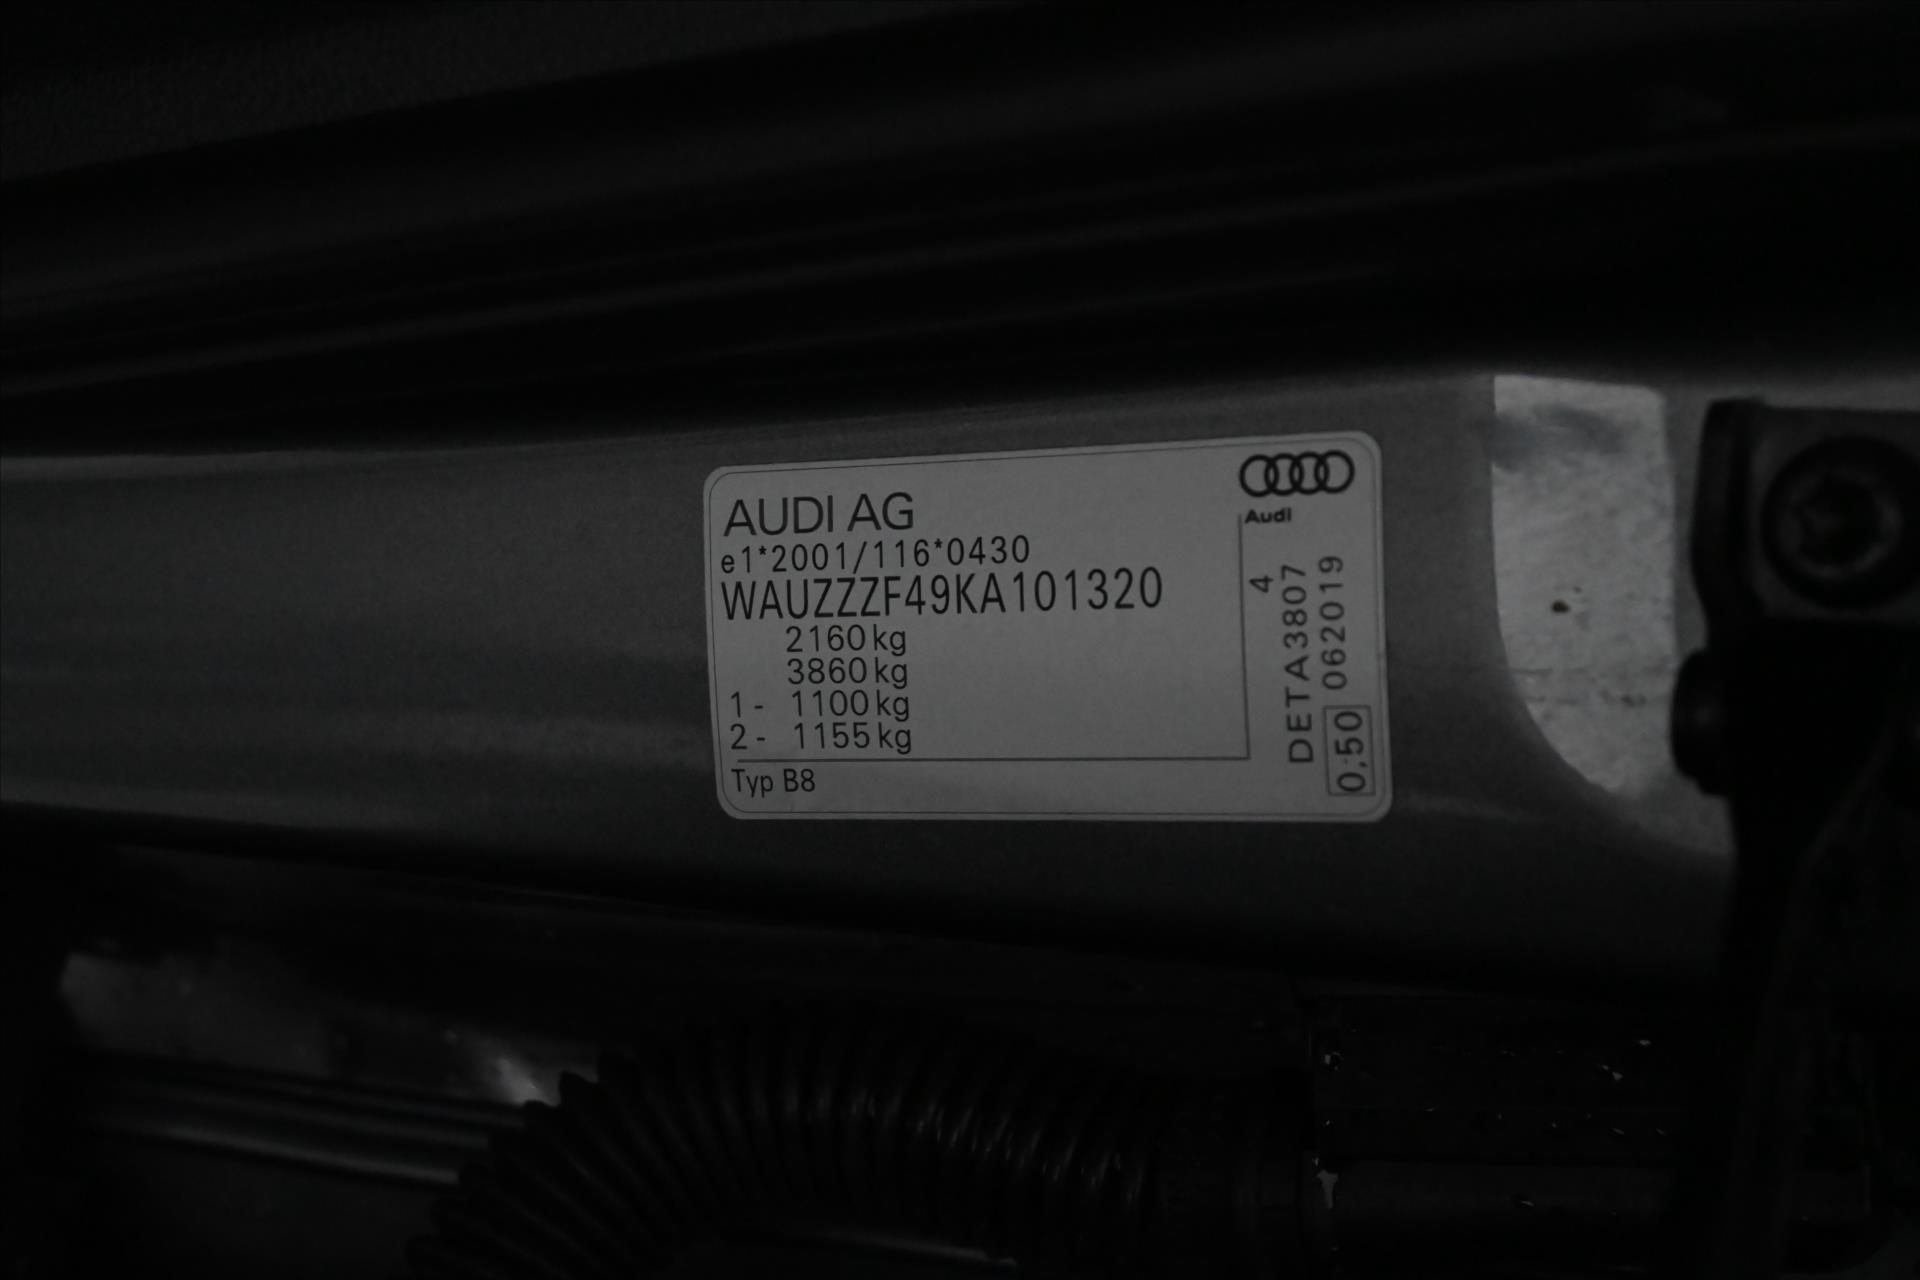 AUDI AG
e1*2001/116*0430
WAUZZZF49KA101320
2160 kg
3860 kg
1 - 1100 kg
2 - 1155 kg
Typ B8
Audi
4
DETA3807
0,50 062019